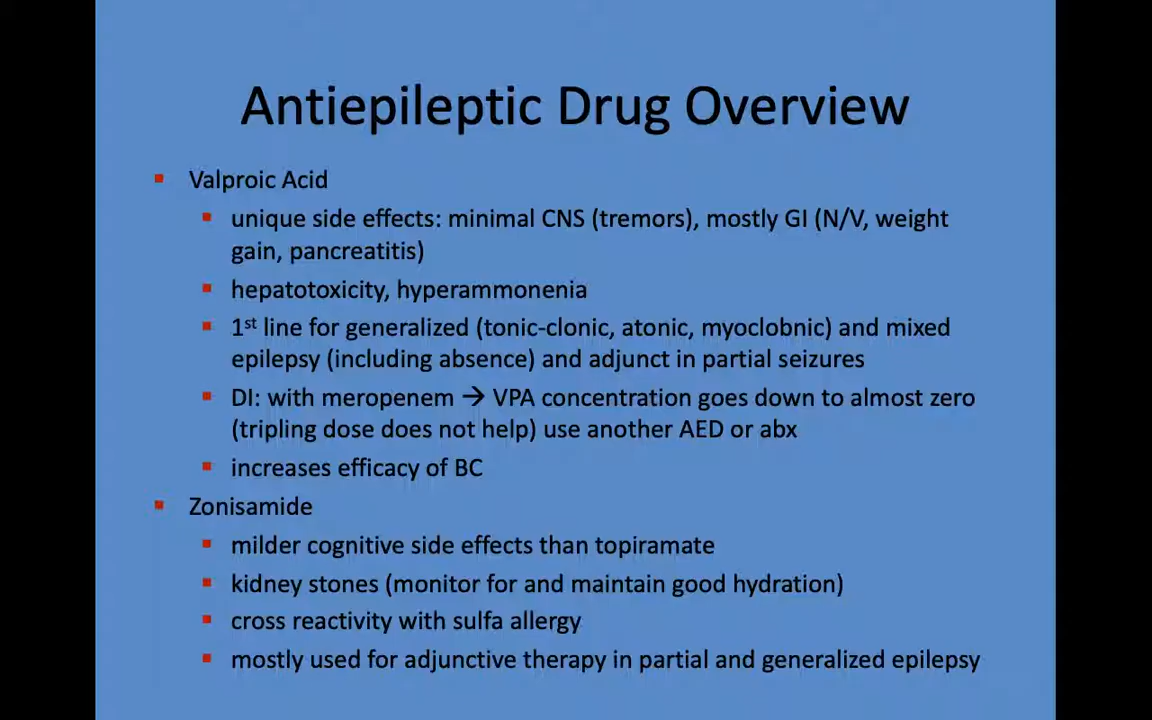 Antiepileptic Drug Overview
▪ Valproic Acid
▪ unique side effects: minimal CNS (tremors), mostly GI (N/V, weight
gain, pancreatitis)
▪ hepatotoxicity, hyperammonenia
▪ 1st line for generalized (tonic-clonic, atonic, myoclobnic) and mixed
epilepsy (including absence) and adjunct in partial seizures
▪ DI: with meropenem → VPA concentration goes down to almost zero
(tripling dose does not help) use another AED or abx
▪ increases efficacy of BC
▪ Zonisamide
▪ milder cognitive side effects than topiramate
▪ kidney stones (monitor for and maintain good hydration)
▪ cross reactivity with sulfa allergy
▪ mostly used for adjunctive therapy in partial and generalized epilepsy